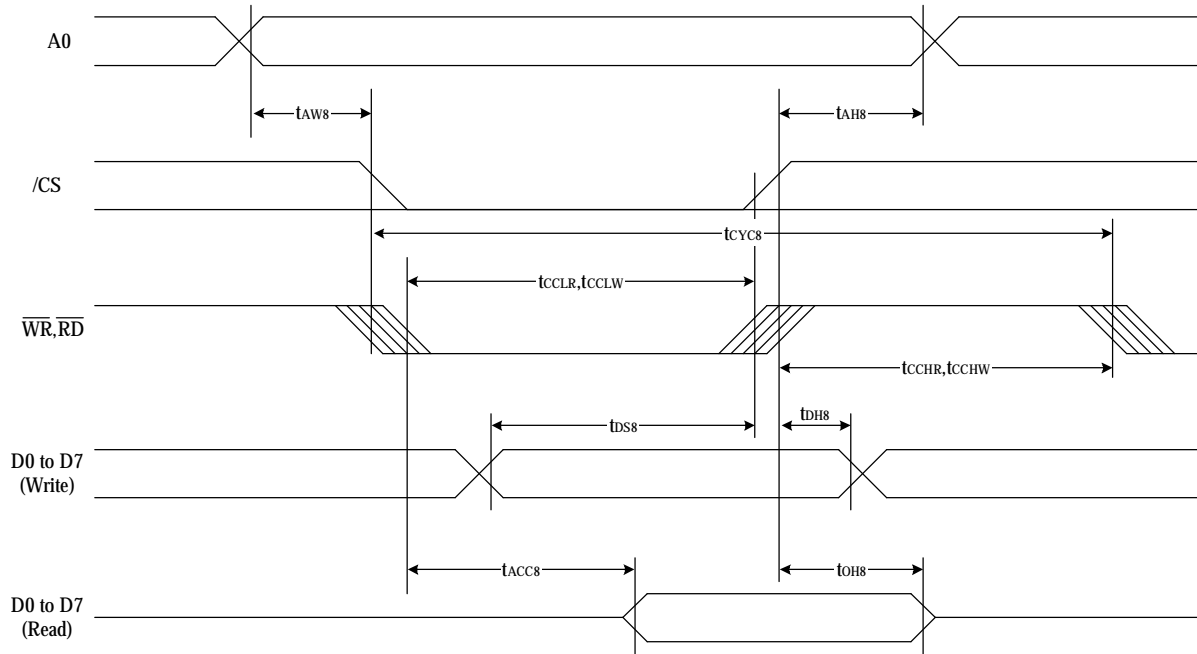 A0
tAW8
tAH8
/CS
tCYC8
tCCLR,tCCLW
WR,RD
tCCHR,tCCHW
tDS8
tDH8
D0 to D7
(Write)
tACC8
tOH8
D0 to D7
(Read)